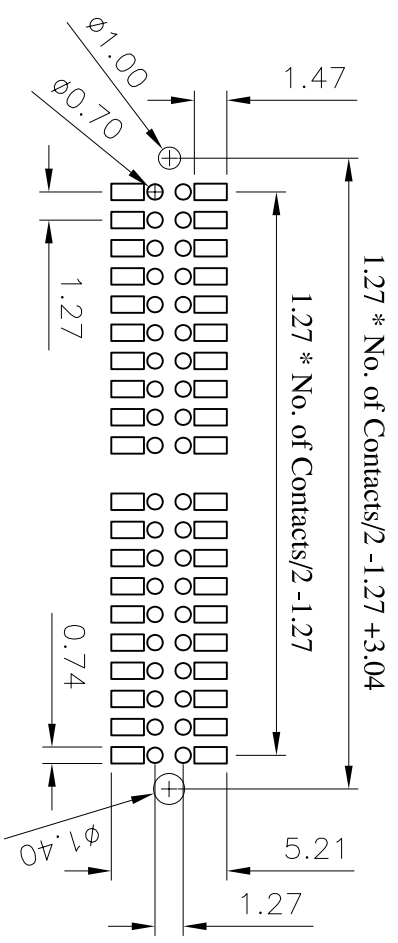 ø1.00
1.47
ø0.70
1.27
1.27 * No. of Contacts/2 -1.27 +3.04
1.27 * No. of Contacts/2 -1.27
0.74
ø1.40
5.21
1.27